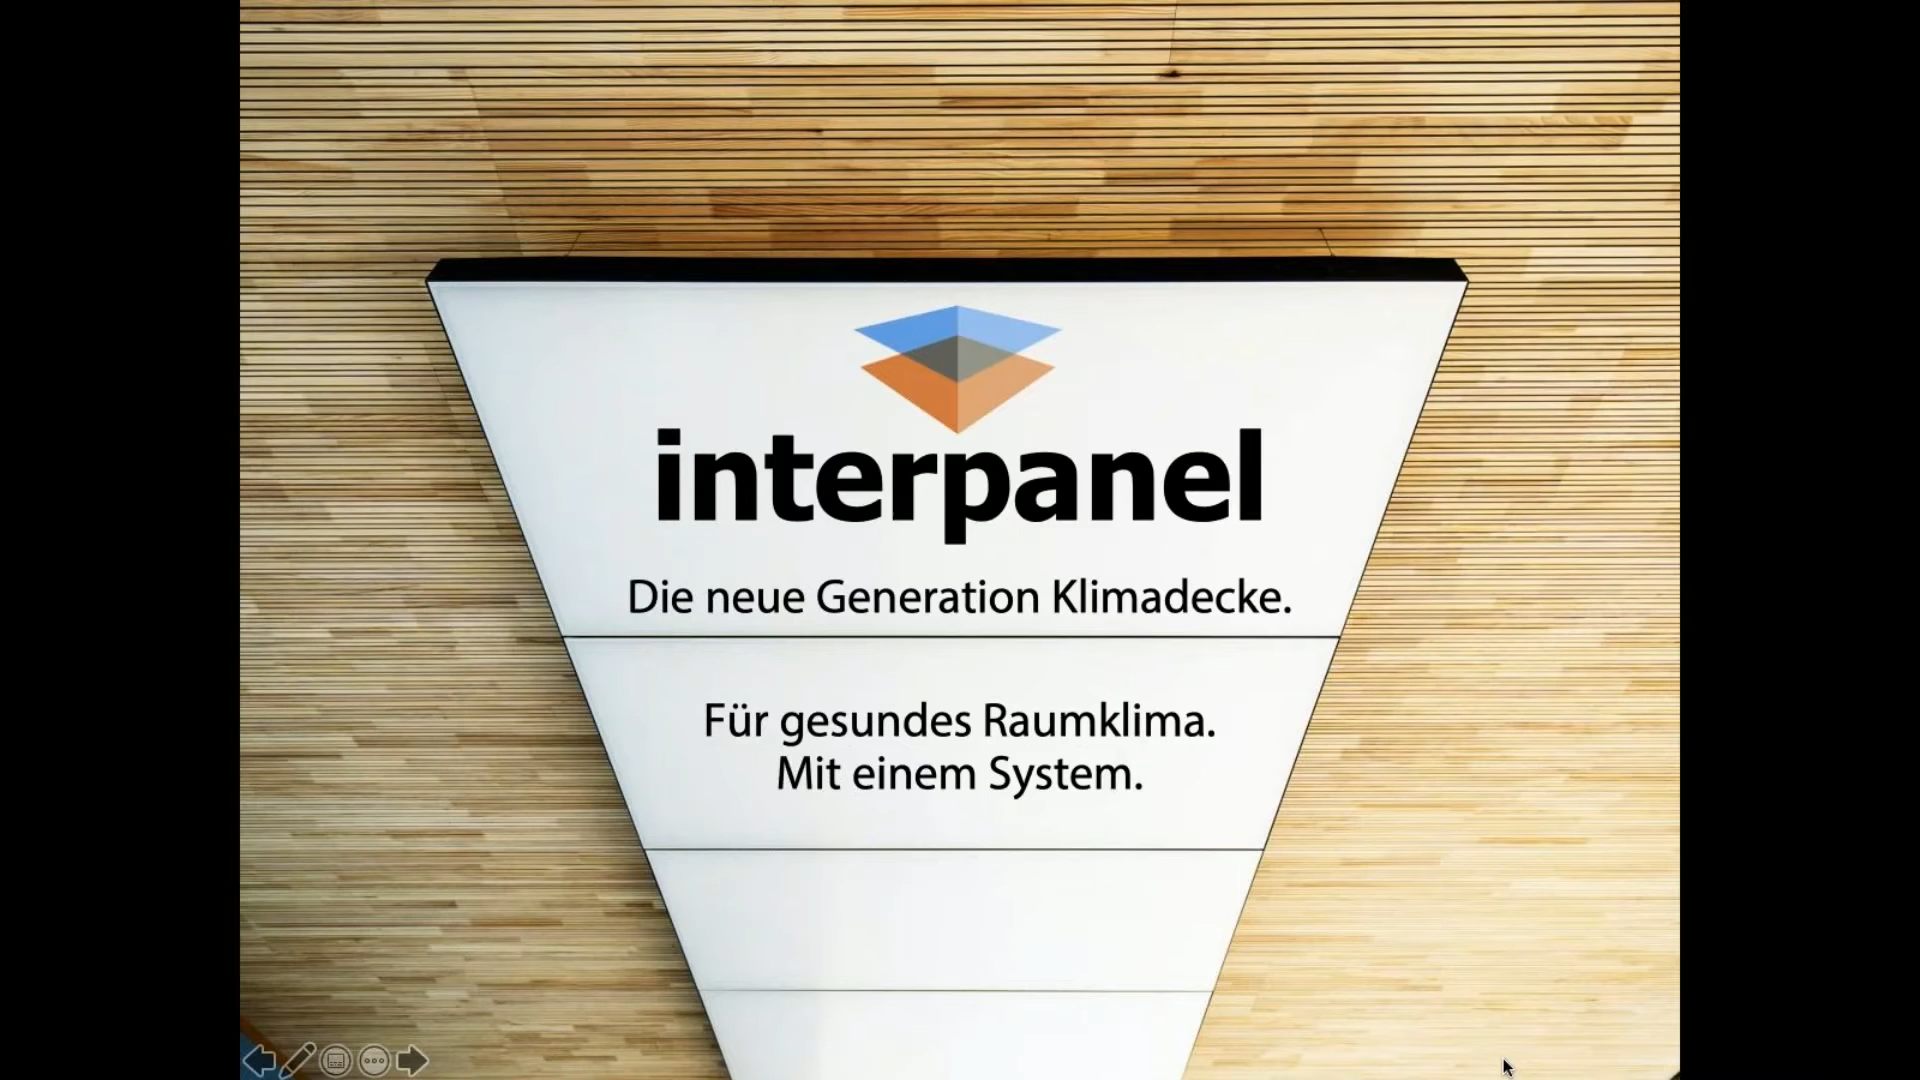 interpanel
Die neue Generation Klimadecke.
Für gesundes Raumklima.
Mit einem System.